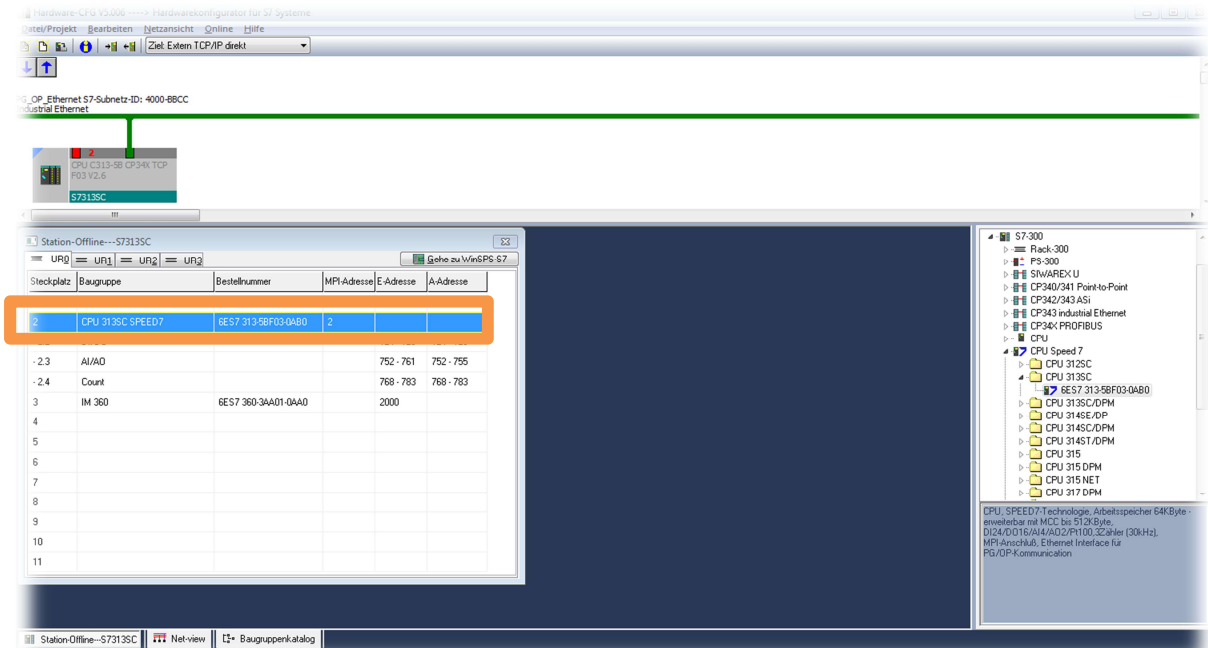 Hardware-CFG V5.006 ----> Hardwarekonfigurator für S7 Systeme
Datei/Projekt Bearbeiten Netzansicht Online Hilfe
Ziel: Extern TCP/IP direkt
PG_OP_Ethernet S7-Subnetz-ID: 4000-BBCC
Industrial Ethernet
2
CPU C313-5B CP34X TCP
F03 V2.6
S7313SC
Station-Offline---S7313SC
UR0 UR1 UR2 UR3
Gehe zu WinSPS-S7
Steckplatz Baugruppe Bestellnummer MPI-Adresse E-Adresse A-Adresse
2 CPU 313SC SPEED7 6ES7 313-5BF03-0AB0 2
- 2.3 AI/AO 752 - 761 752 - 755
- 2.4 Count 768 - 783 768 - 783
3 IM 360 6ES7 360-3AA01-0AA0 2000
4
5
6
7
8
9
10
11
S7-300
Rack-300
PS-300
SIWAREX U
CP340/341 Point-to-Point
CP342/343 ASi
CP343 industrial Ethernet
CP34X PROFIBUS
CPU
CPU Speed 7
CPU 312SC
CPU 313SC
6ES7 313-5BF03-0AB0
CPU 313SC/DPM
CPU 314SE/DP
CPU 314SC/DPM
CPU 314ST/DPM
CPU 315
CPU 315 DPM
CPU 315 NET
CPU 317 DPM
CPU, SPEED7-Technologie, Arbeitsspeicher 64KByte -
erweiterbar mit MCC bis 512KByte,
DI24/DO16/AI4/AO2/Pt100,3Zähler (30kHz),
MPI-Anschluß, Ethernet Interface für
PG/OP-Kommunication
Station-Offline---S7313SC Net-view Baugruppenkatalog